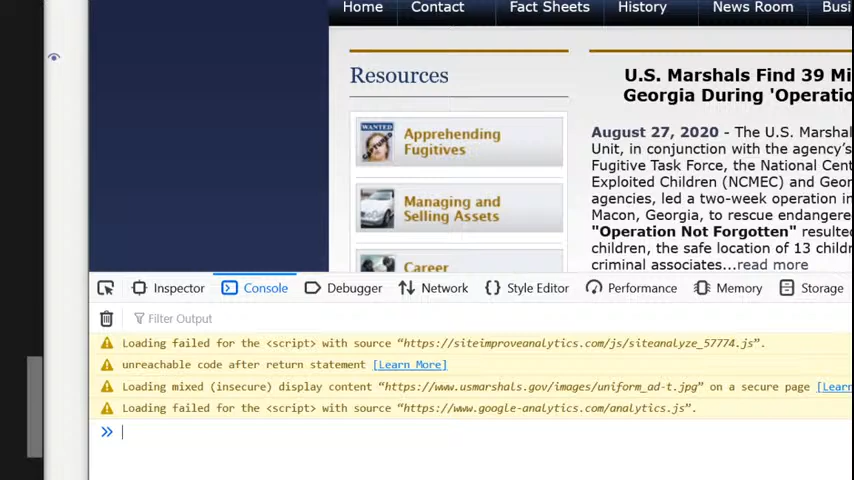 Home Contact Fact Sheets History News Room Busi
Resources
WANTED
Apprehending
Fugitives
Managing and
Selling Assets
Career
U.S. Marshals Find 39 Mi
Georgia During 'Operatio
August 27, 2020 - The U.S. Marshal
Unit, in conjunction with the agency's
Fugitive Task Force, the National Cent
Exploited Children (NCMEC) and Geor
agencies, led a two-week operation in
Macon, Georgia, to rescue endangered
"Operation Not Forgotten" resulted
children, the safe location of 13 childr
criminal associates...read more
Inspector Console Debugger Network Style Editor Performance Memory Storage
Filter Output
Loading failed for the <script> with source “https://siteimproveanalytics.com/js/siteanalyze_57774.js”.
unreachable code after return statement [Learn More]
Loading mixed (insecure) display content “https://www.usmarshals.gov/images/uniform_ad-t.jpg” on a secure page [Learn
Loading failed for the <script> with source “https://www.google-analytics.com/analytics.js”.